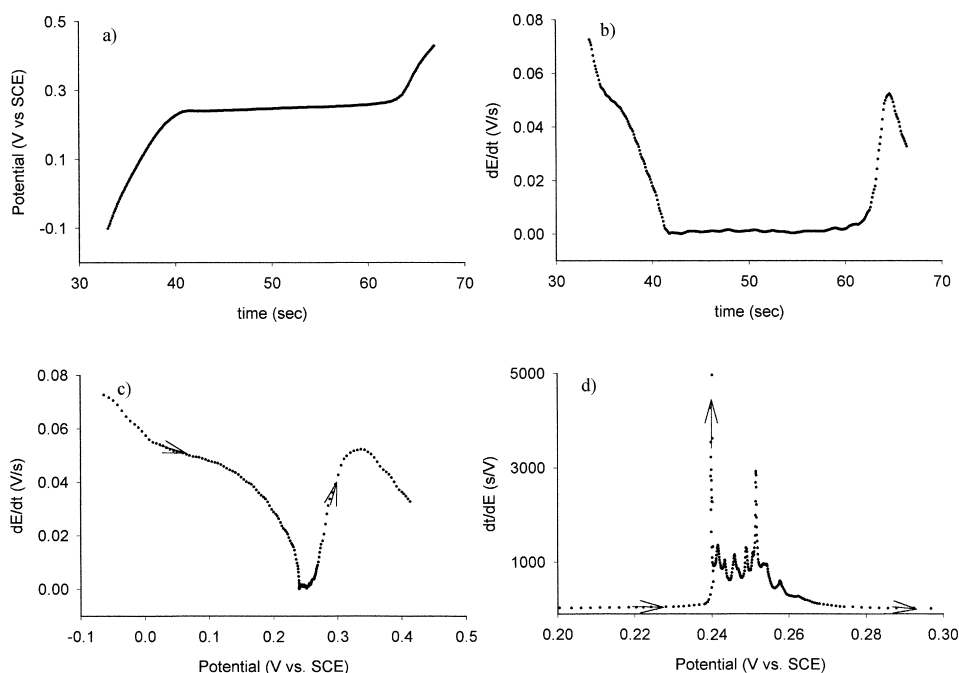 a)
0.5
0.3
0.1
-0.1
Potential (V vs SCE)
30 40 50 60 70
time (sec)
b)
0.08
0.06
0.04
0.02
0.00
dE/dt (V/s)
30 40 50 60 70
time (sec)
c)
0.08
0.06
0.04
0.02
0.00
dE/dt (V/s)
-0.1 0.0 0.1 0.2 0.3 0.4 0.5
Potential (V vs. SCE)
d)
5000
3000
1000
dt/dE (s/V)
0.20 0.22 0.24 0.26 0.28 0.30
Potential (V vs. SCE)